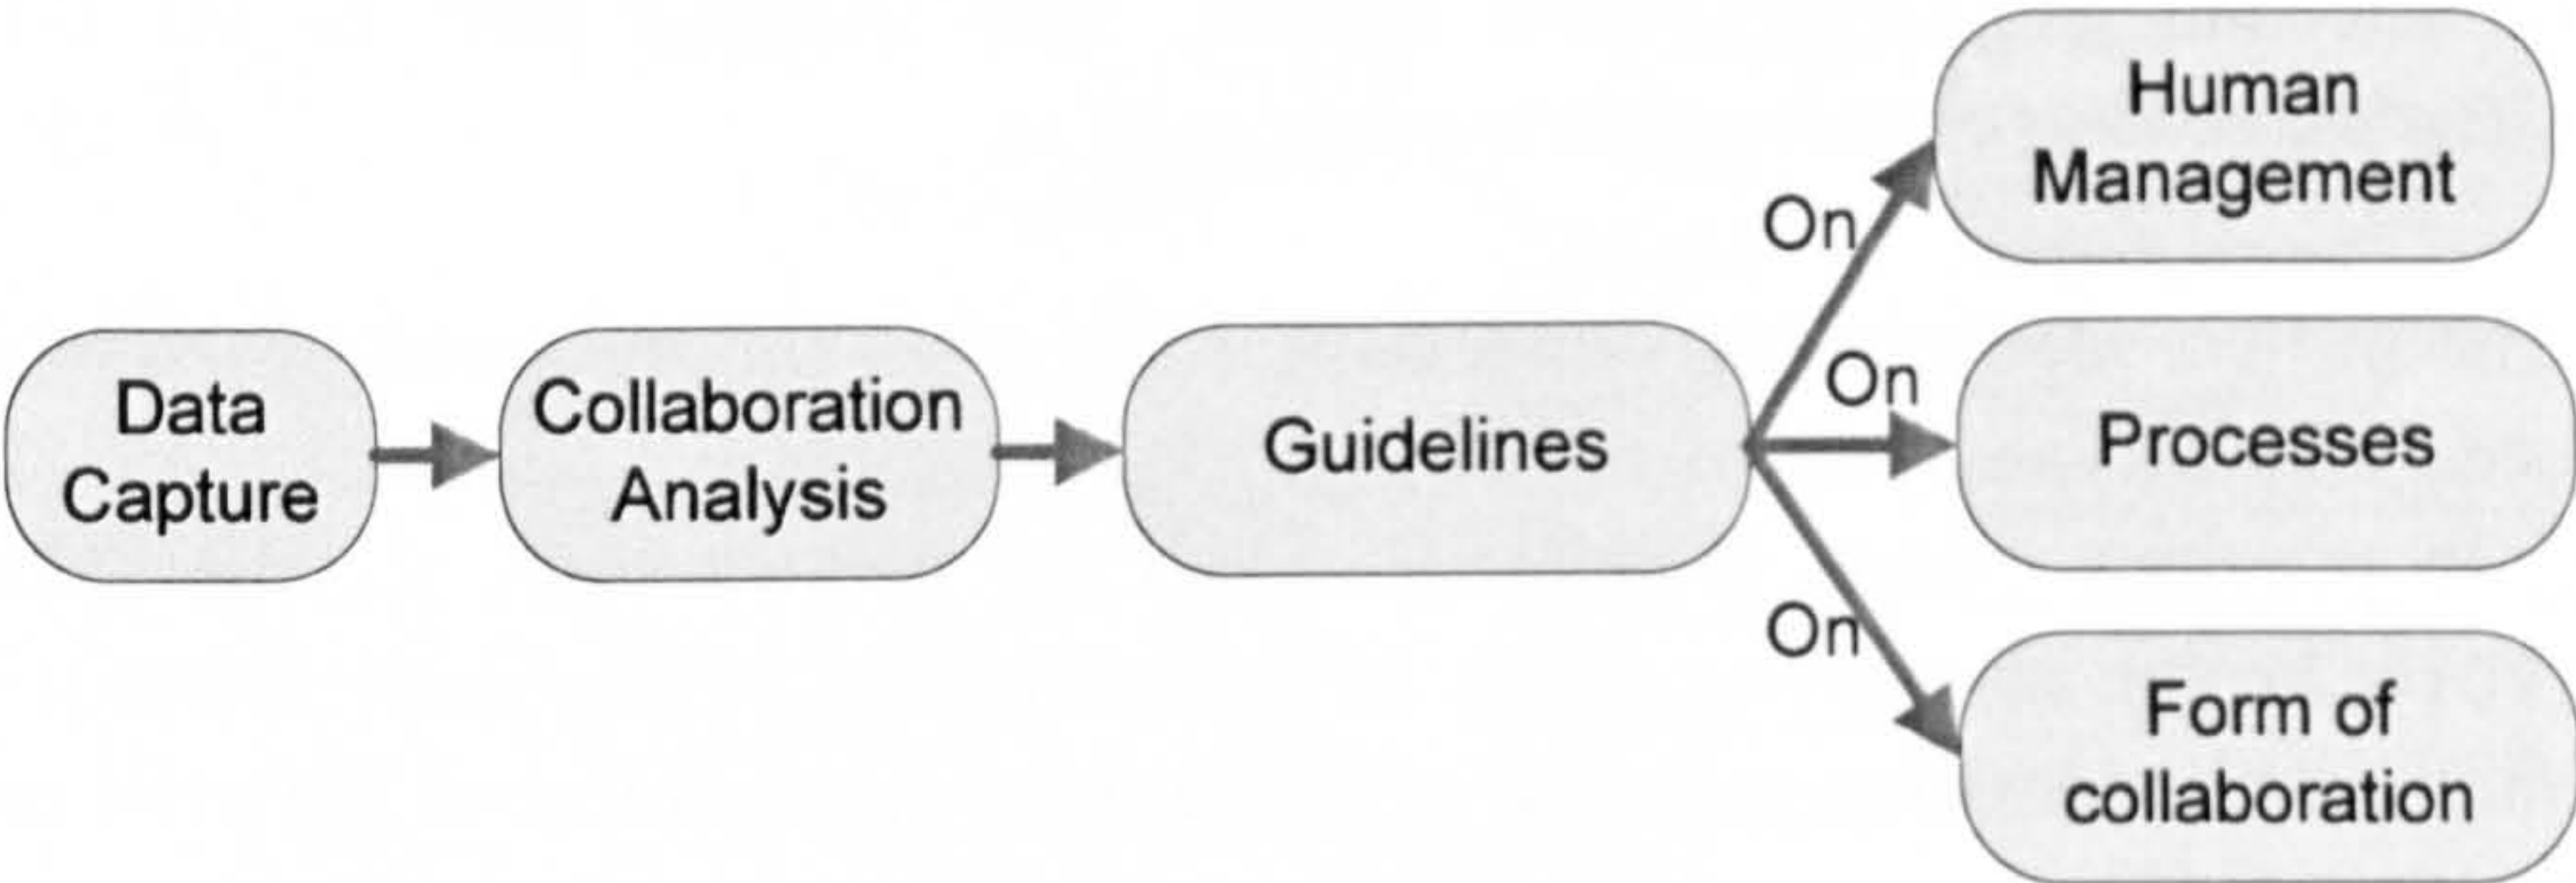 Data
Capture
Collaboration
Analysis
Guidelines
On
Human
Management
On
Processes
On
Form of
collaboration